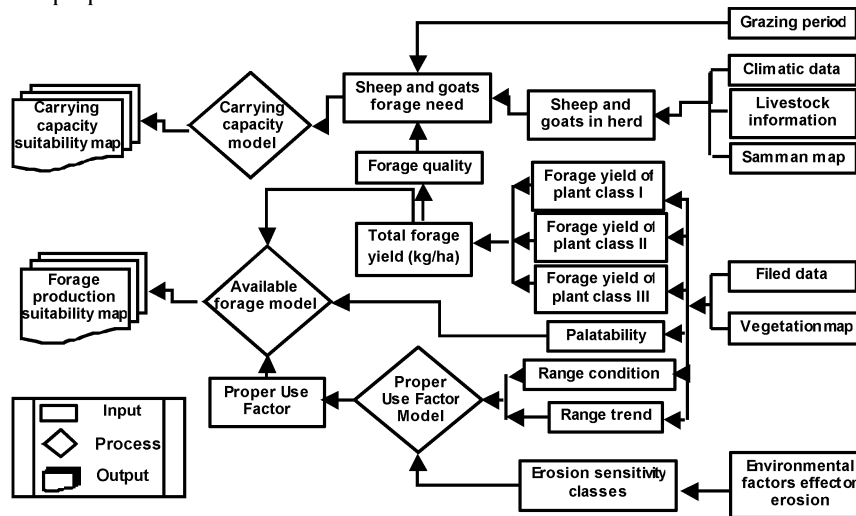 Grazing period
Climatic data
Livestock
information
Samman map
Sheep and goats
forage need
Sheep and
goats in herd
Carrying
capacity
model
Carrying
capacity
suitability map
Forage quality
Forage yield of
plant class I
Forage yield of
plant class II
Forage yield of
plant class III
Total forage
yield (kg/ha)
Available
forage model
Forage
production
suitability map
Filed data
Vegetation map
Palatability
Range condition
Range trend
Proper
Use Factor
Model
Proper Use
Factor
Erosion sensitivity
classes
Environmental
factors effector
erosion
Input
Process
Output